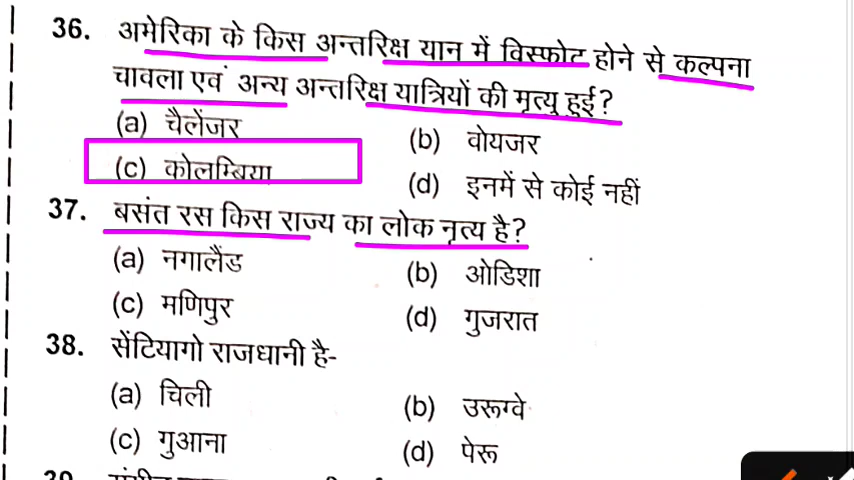 36. अमेरिका के किस अन्तरिक्ष यान में विस्फोट होने से कल्पना
चावला एवं अन्य अन्तरिक्ष यात्रियों की मृत्यु हुई?
(a) चैलेंजर (b) वोयजर
(c) कोलम्बिया (d) इनमें से कोई नहीं
37. बसंत रस किस राज्य का लोक नृत्य है?
(a) नगालैंड (b) ओडिशा
(c) मणिपुर (d) गुजरात
38. सेंटियागो राजधानी है-
(a) चिली (b) उरूग्वे
(c) गुआना (d) पेरू